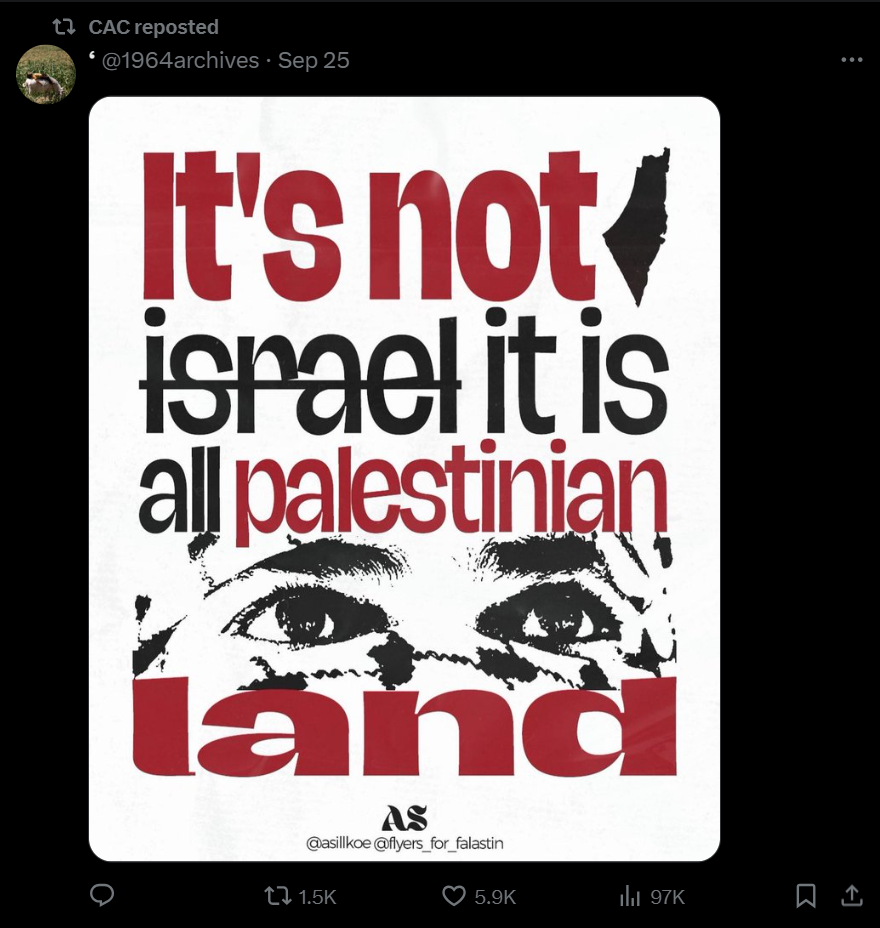 CAC reposted
‘ @1964archives · Sep 25
It's not
israel it is
all palestinian
land
AS
@asillkoe @flyers_for_falastin
1.5K 5.9K 97K